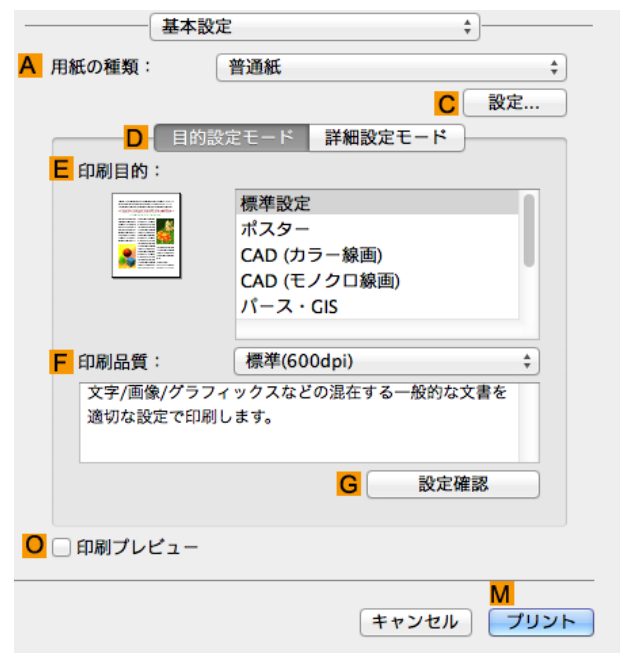 基本設定
A 用紙の種類： 普通紙
C 設定...
D 目的設定モード 詳細設定モード
E 印刷目的：
標準設定
ポスター
CAD (カラー線画)
CAD (モノクロ線画)
パース・GIS
F 印刷品質： 標準(600dpi)
文字/画像/グラフィックスなどの混在する一般的な文書を
適切な設定で印刷します。
G 設定確認
O 印刷プレビュー
M
キャンセル プリント